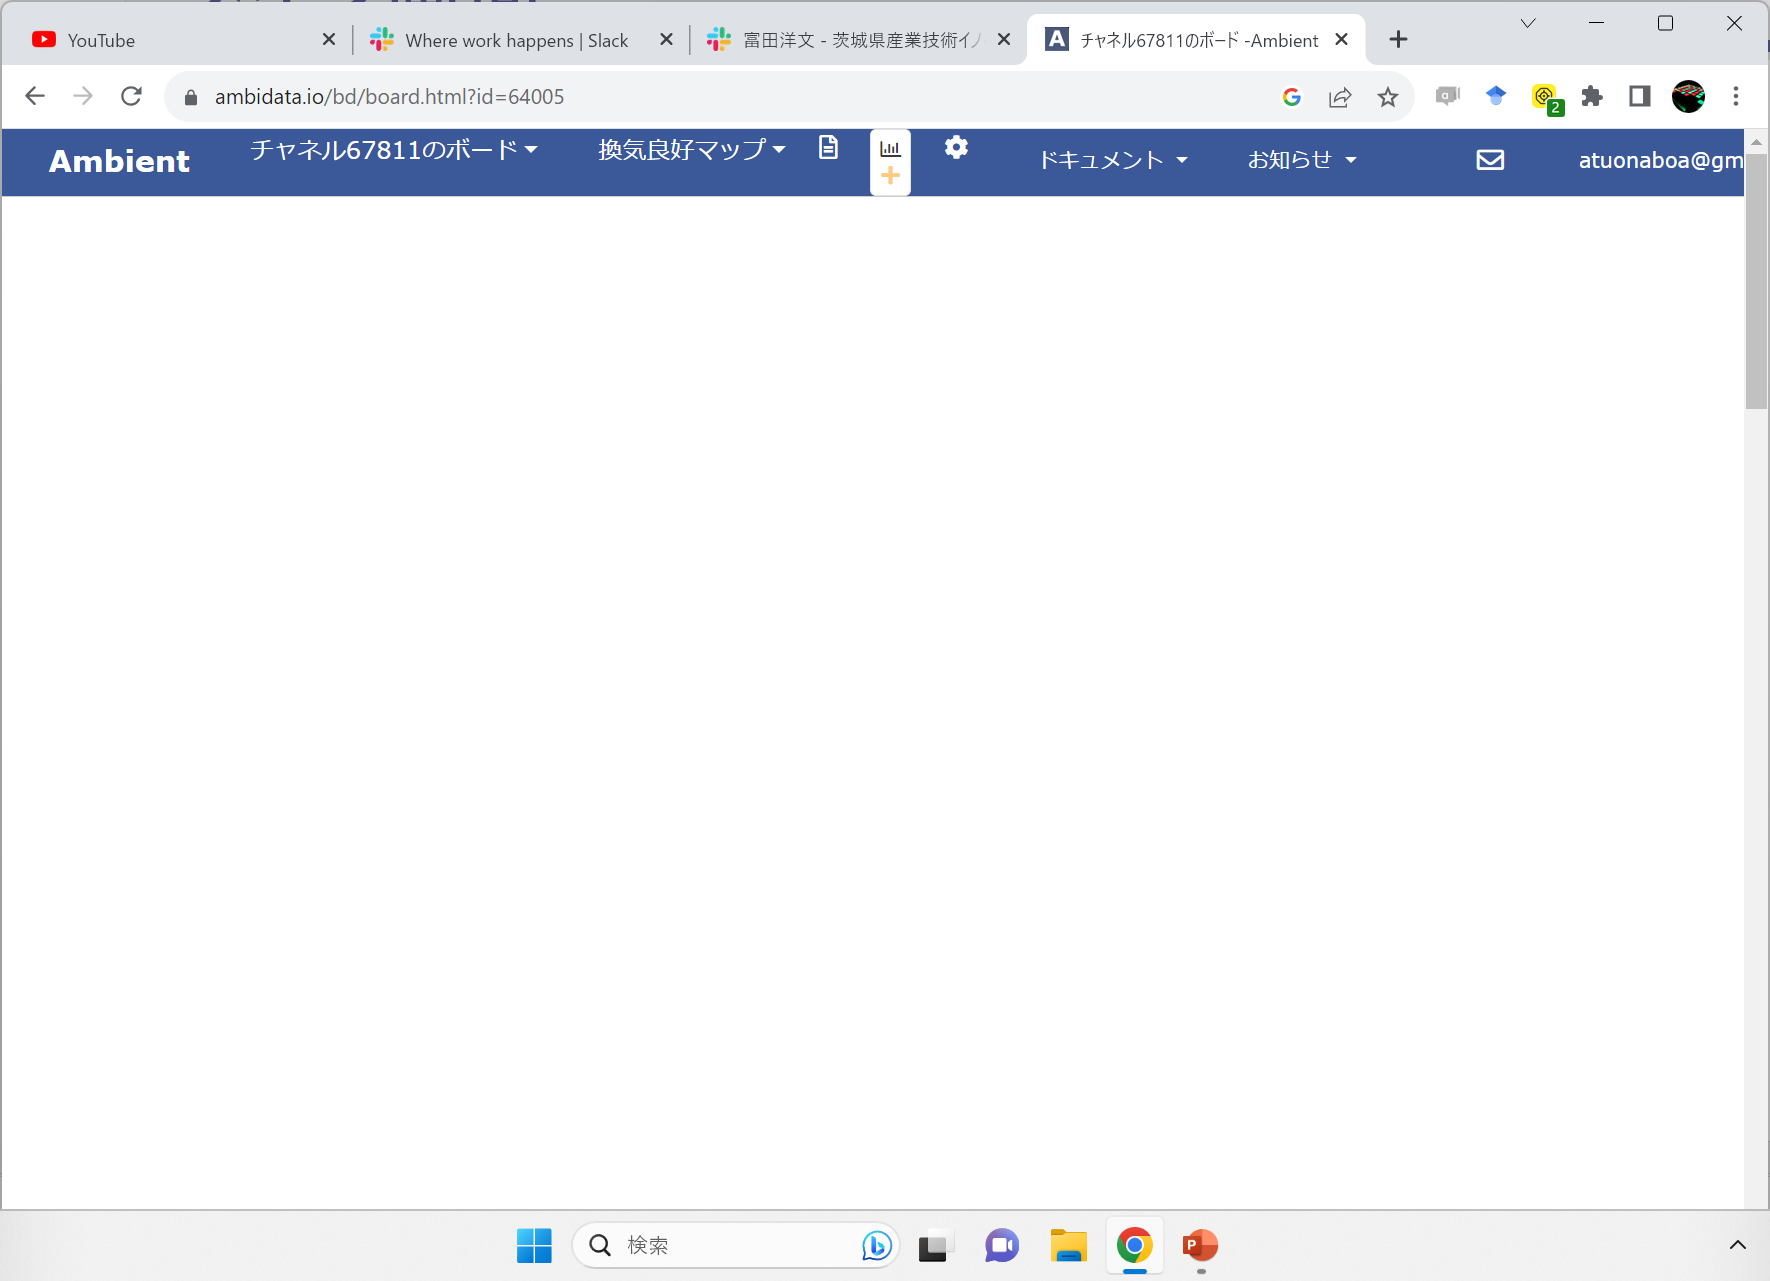 YouTube
Where work happens | Slack
富田洋文 - 茨城県産業技術イノ
チャネル67811のボード -Ambient
ambidata.io/bd/board.html?id=64005
2
Ambient
チャネル67811のボード
換気良好マップ
ドキュメント
お知らせ
atuonaboa@gm
検索